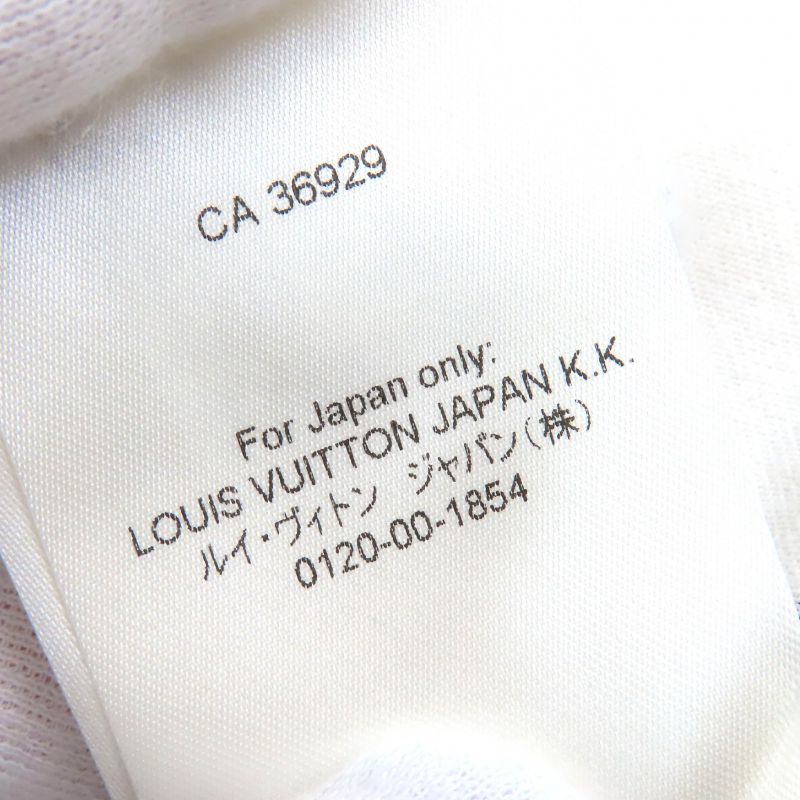 CA 36929
For Japan only:
LOUIS VUITTON JAPAN K.K.
ルイ・ヴィトン ジャパン(株)
0120-00-1854